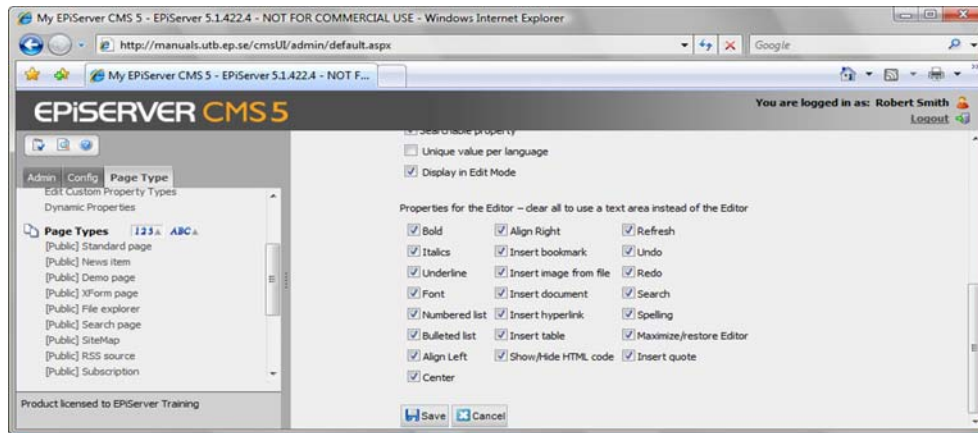 My EPiServer CMS 5 - EPiServer 5.1.422.4 - NOT FOR COMMERCIAL USE - Windows Internet Explorer
http://manuals.utb.ep.se/cmsUI/admin/default.aspx
Google
My EPiServer CMS 5 - EPiServer 5.1.422.4 - NOT F...
EPiSERVER CMS 5
You are logged in as: Robert Smith
Logout
Admin Config Page Type
Edit Custom Property Types
Dynamic Properties
Page Types 123 ABC
[Public] Standard page
[Public] News item
[Public] Demo page
[Public] XForm page
[Public] File explorer
[Public] Search page
[Public] SiteMap
[Public] RSS source
[Public] Subscription
Product licensed to EPiServer Training
Searchable property
Unique value per language
Display in Edit Mode
Properties for the Editor – clear all to use a text area instead of the Editor
Bold Align Right Refresh
Italics Insert bookmark Undo
Underline Insert image from file Redo
Font Insert document Search
Numbered list Insert hyperlink Spelling
Bulleted list Insert table Maximize/restore Editor
Align Left Show/Hide HTML code Insert quote
Center
Save Cancel